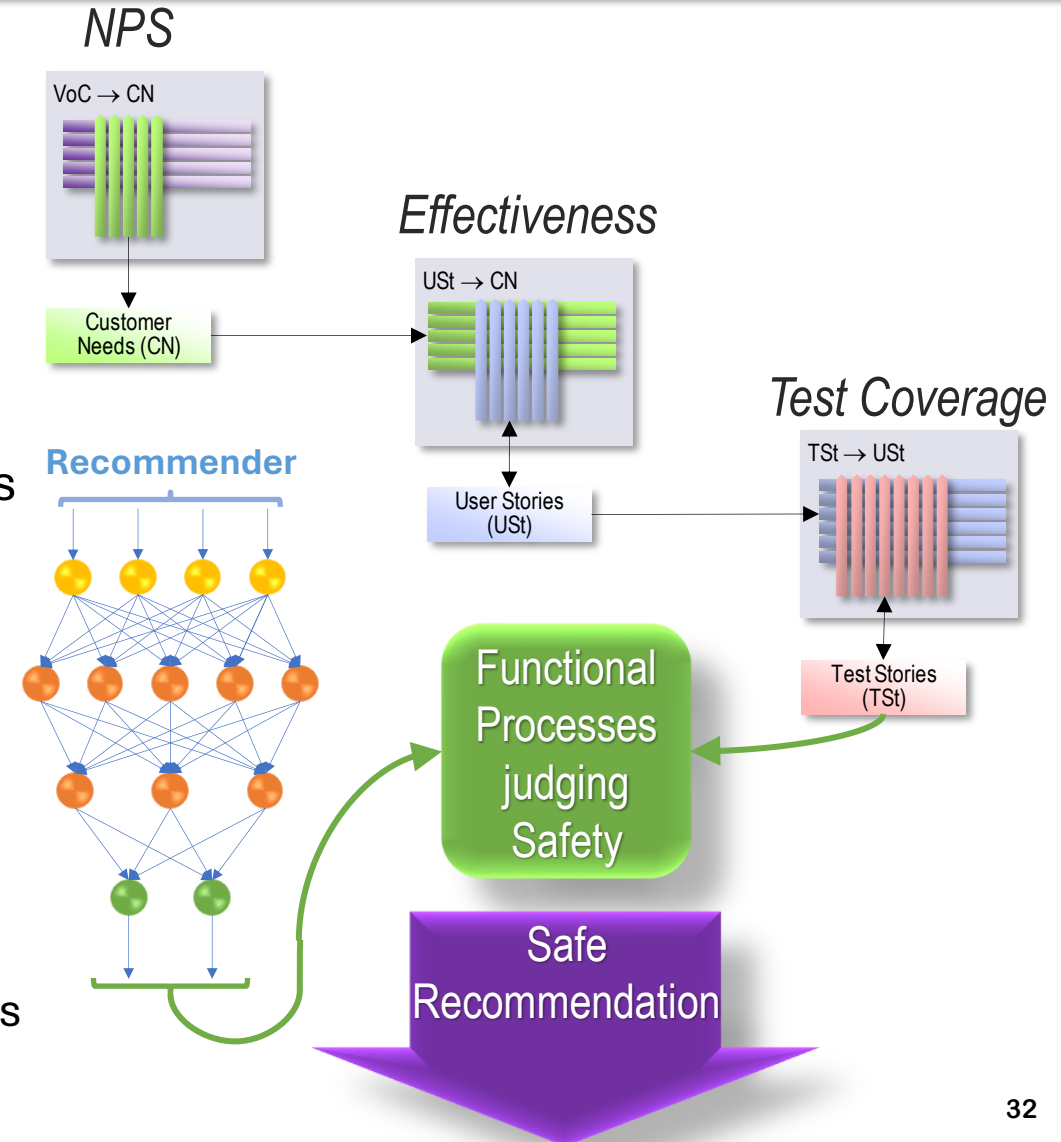 NPS
VoC → CN
Customer
Needs (CN)
Effectiveness
USt → CN
User Stories
(USt)
Test Coverage
TSt → USt
Test Stories
(TSt)
s
Recommender
Functional
Processes
judging
Safety
Safe
Recommendation
s
32